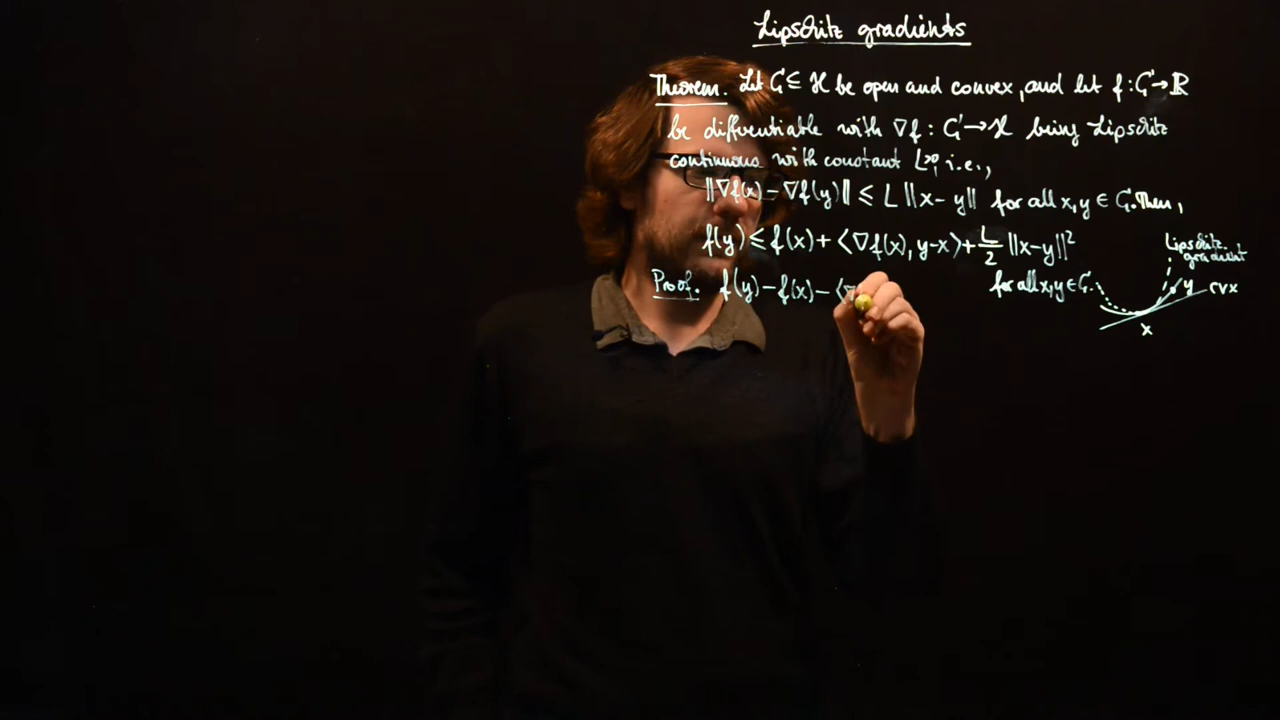 Lipschitz gradients
Theorem. Let C ⊆ ℋ be open and convex, and let f : C → ℝ
be differentiable with ∇f : C → ℋ being Lipschitz
continuous with constant L>0, i.e.,
||∇f(x) − ∇f(y)|| ≤ L ||x − y|| for all x, y ∈ C. Then,
f(y) ≤ f(x) + ⟨∇f(x), y−x⟩ + L/2 ||x−y||²
for all x, y ∈ C.
Lipschitz
gradient
y cvx
x
Proof. f(y) − f(x) − ⟨∇